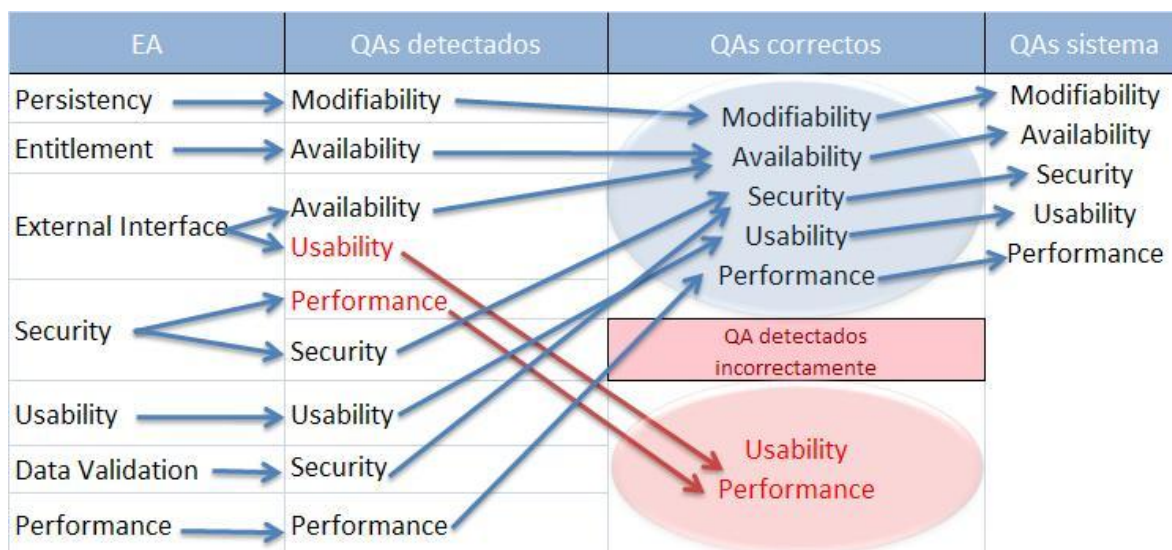 EA
QAs detectados
QAs correctos
QAs sistema
Persistency
Entitlement
External Interface
Security
Usability
Data Validation
Performance
Modifiability
Availability
Availability
Usability
Performance
Security
Usability
Security
Performance
Modifiability
Availability
Security
Usability
Performance
QA detectados
incorrectamente
Usability
Performance
Modifiability
Availability
Security
Usability
Performance